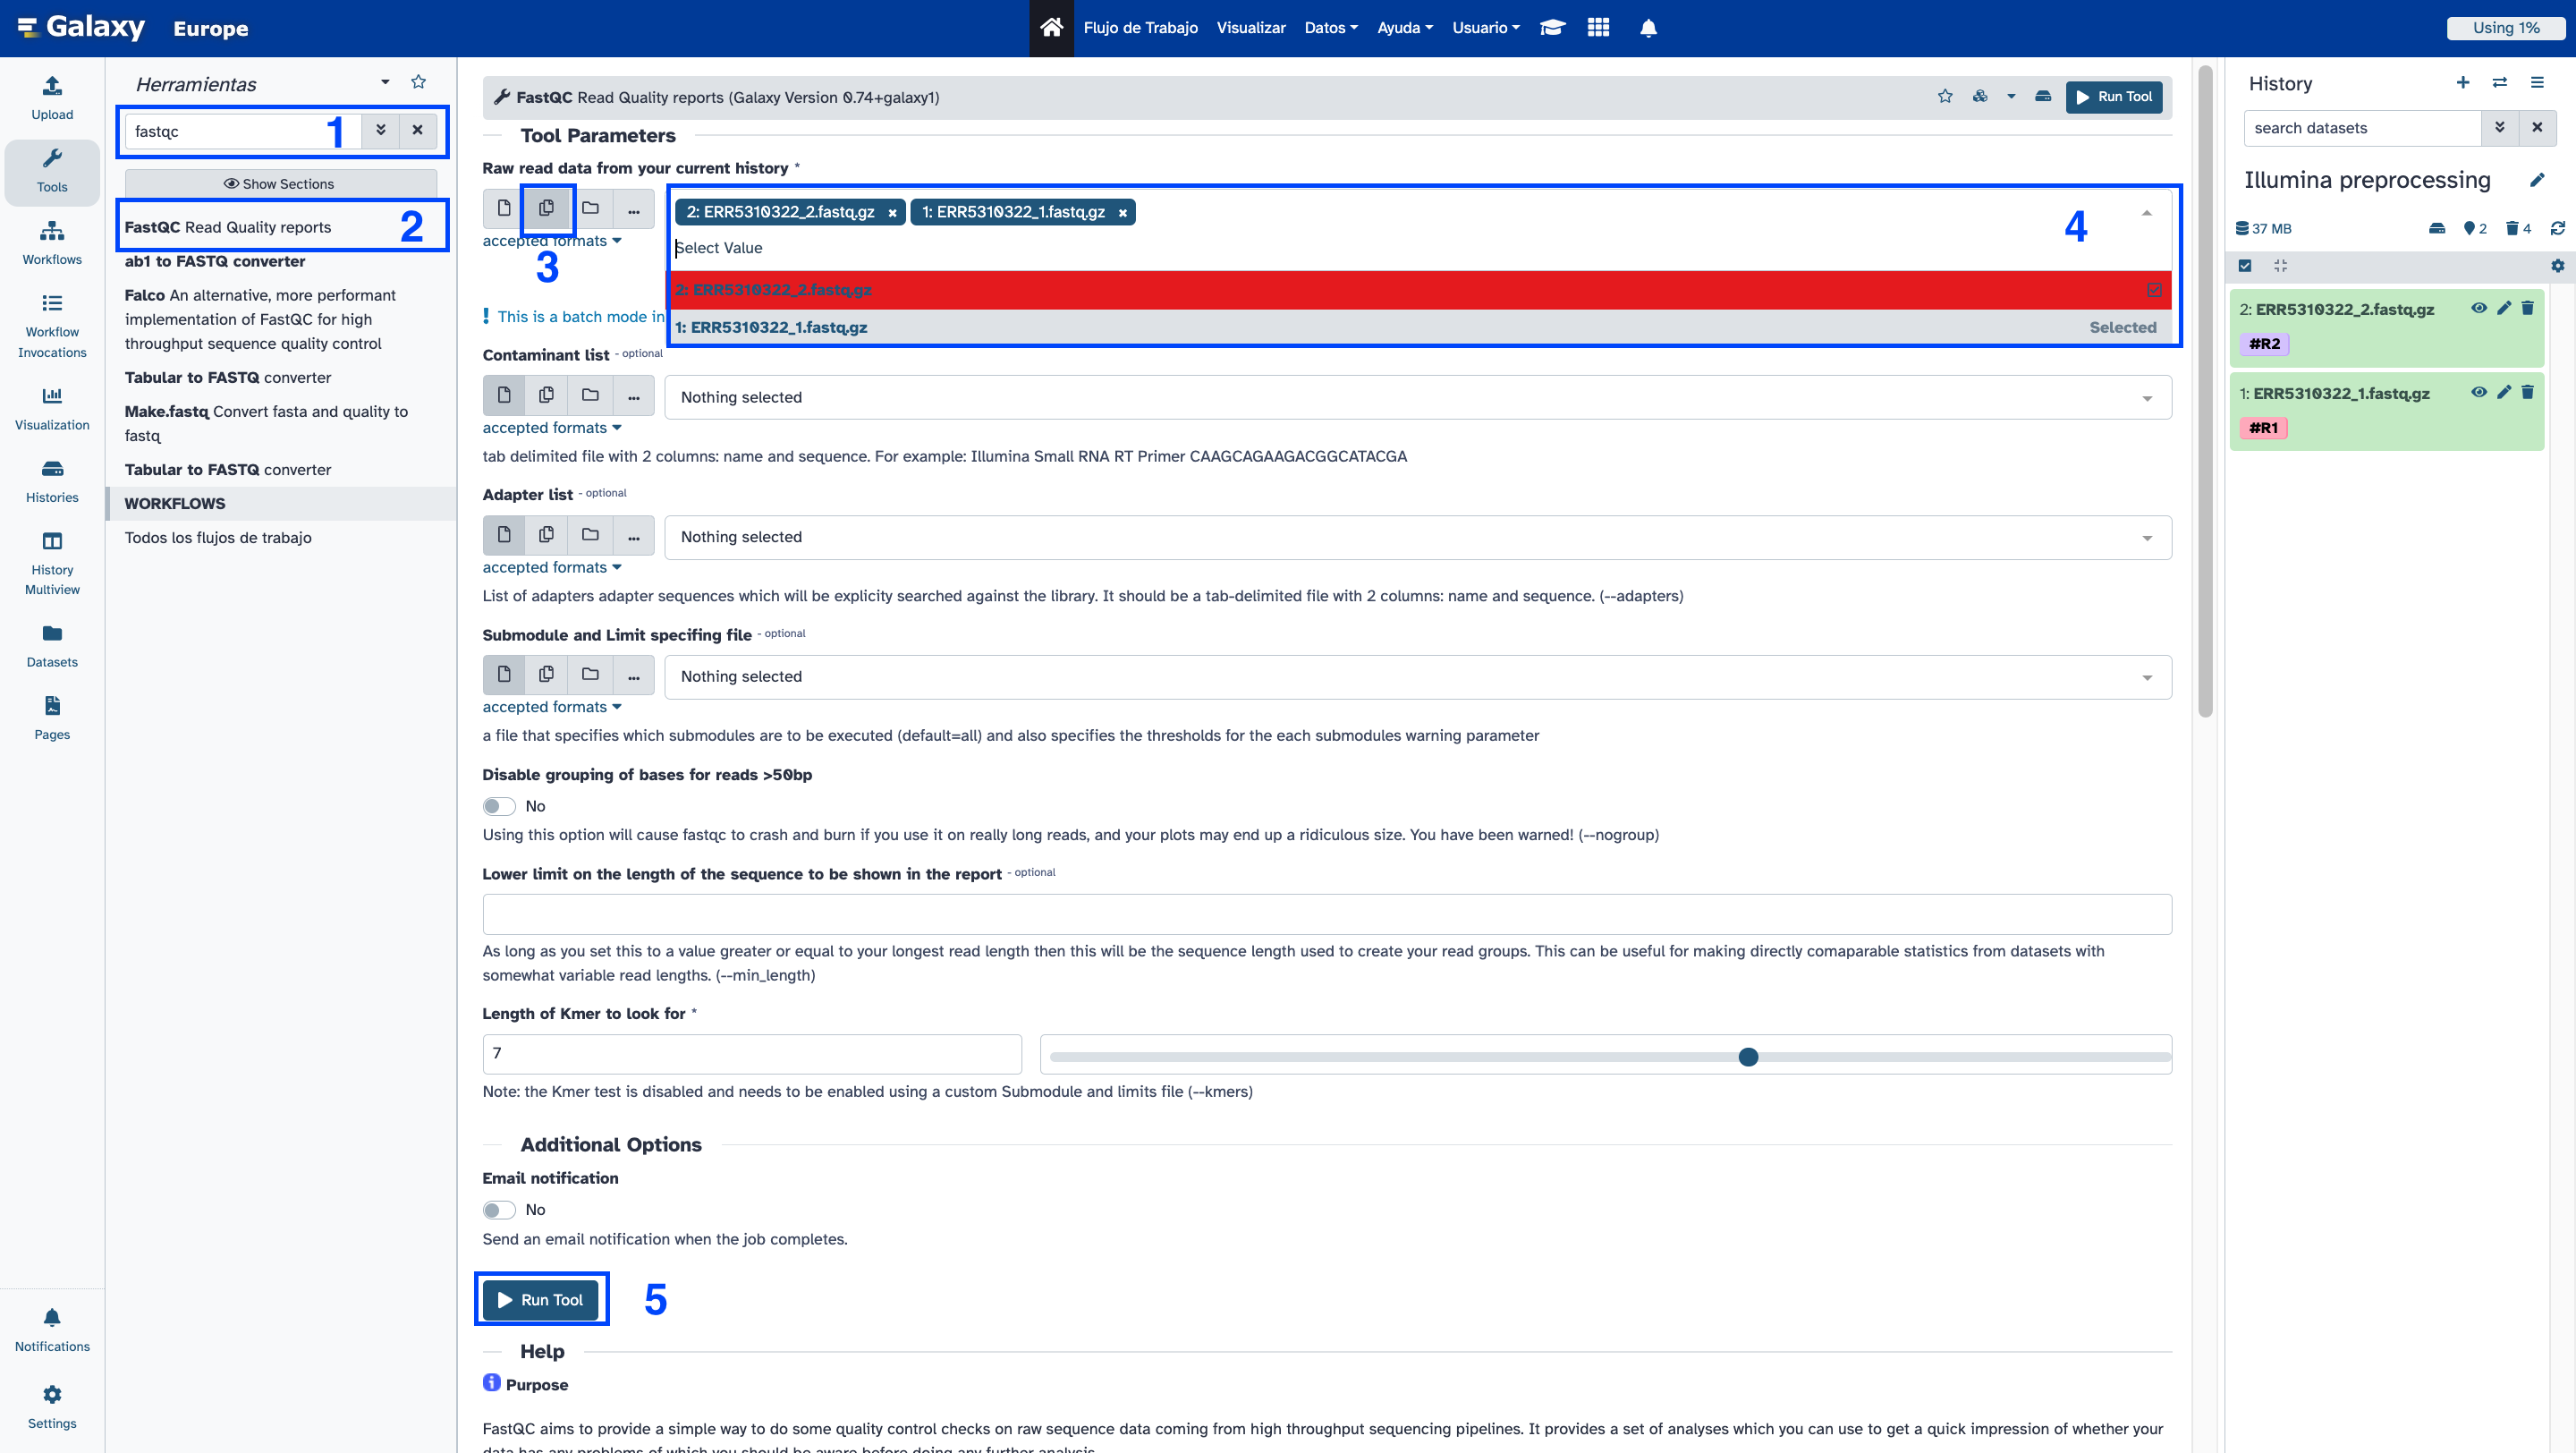 Galaxy Europe
Flujo de Trabajo Visualizar Datos Ayuda Usuario
Using 1%
Upload
Tools
Workflows
Workflow
Invocations
Visualization
Histories
History
Multiview
Datasets
Pages
Notifications
Settings
Herramientas
fastqc 1
Show Sections
FastQC Read Quality reports 2
ab1 to FASTQ converter
Falco An alternative, more performant
implementation of FastQC for high
throughput sequence quality control
Tabular to FASTQ converter
Make.fastq Convert fasta and quality to
fastq
Tabular to FASTQ converter
WORKFLOWS
Todos los flujos de trabajo
FastQC Read Quality reports (Galaxy Version 0.74+galaxy1)
Run Tool
Tool Parameters
Raw read data from your current history *
2: ERR5310322_2.fastq.gz 1: ERR5310322_1.fastq.gz
4
accepted formats
Select Value
3
2: ERR5310322_2.fastq.gz
This is a batch mode in
1: ERR5310322_1.fastq.gz Selected
Contaminant list - optional
Nothing selected
accepted formats
tab delimited file with 2 columns: name and sequence. For example: Illumina Small RNA RT Primer CAAGCAGAAGACGGCATACGA
Adapter list - optional
Nothing selected
accepted formats
List of adapters adapter sequences which will be explicity searched against the library. It should be a tab-delimited file with 2 columns: name and sequence. (--adapters)
Submodule and Limit specifing file - optional
Nothing selected
accepted formats
a file that specifies which submodules are to be executed (default=all) and also specifies the thresholds for the each submodules warning parameter
Disable grouping of bases for reads >50bp
No
Using this option will cause fastqc to crash and burn if you use it on really long reads, and your plots may end up a ridiculous size. You have been warned! (--nogroup)
Lower limit on the length of the sequence to be shown in the report - optional
As long as you set this to a value greater or equal to your longest read length then this will be the sequence length used to create your read groups. This can be useful for making directly comaparable statistics from datasets with
somewhat variable read lengths. (--min_length)
Length of Kmer to look for *
7
Note: the Kmer test is disabled and needs to be enabled using a custom Submodule and limits file (--kmers)
Additional Options
Email notification
No
Send an email notification when the job completes.
Run Tool 5
Help
Purpose
FastQC aims to provide a simple way to do some quality control checks on raw sequence data coming from high throughput sequencing pipelines. It provides a set of analyses which you can use to get a quick impression of whether your
data has any problems of which you should be aware before doing any further analysis.
History
search datasets
Illumina preprocessing
37 MB 2 4
2: ERR5310322_2.fastq.gz
#R2
1: ERR5310322_1.fastq.gz
#R1